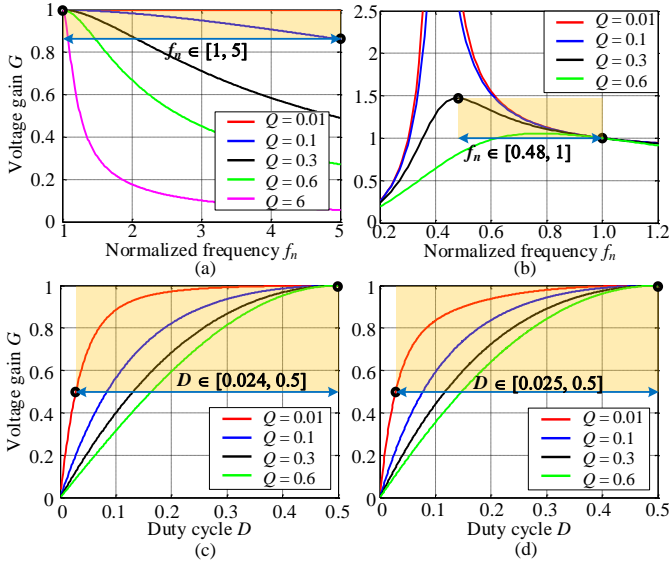 1
0.8
0.6
0.4
0.2
0
Voltage gain G
fn ∈ [1, 5]
Q = 0.01
Q = 0.1
Q = 0.3
Q = 0.6
Q = 6
1
2
3
4
5
Normalized frequency fn
(a)
2.5
2
1.5
1
0.5
0
fn ∈ [0.48, 1]
Q = 0.01
Q = 0.1
Q = 0.3
Q = 0.6
0.2
0.4
0.6
0.8
1.0
1.2
Normalized frequency fn
(b)
1
0.8
0.6
0.4
0.2
0
Voltage gain G
D ∈ [0.024, 0.5]
Q = 0.01
Q = 0.1
Q = 0.3
Q = 0.6
0
0.1
0.2
0.3
0.4
0.5
Duty cycle D
(c)
1
0.8
0.6
0.4
0.2
0
D ∈ [0.025, 0.5]
Q = 0.01
Q = 0.1
Q = 0.3
Q = 0.6
0
0.1
0.2
0.3
0.4
0.5
Duty cycle D
(d)